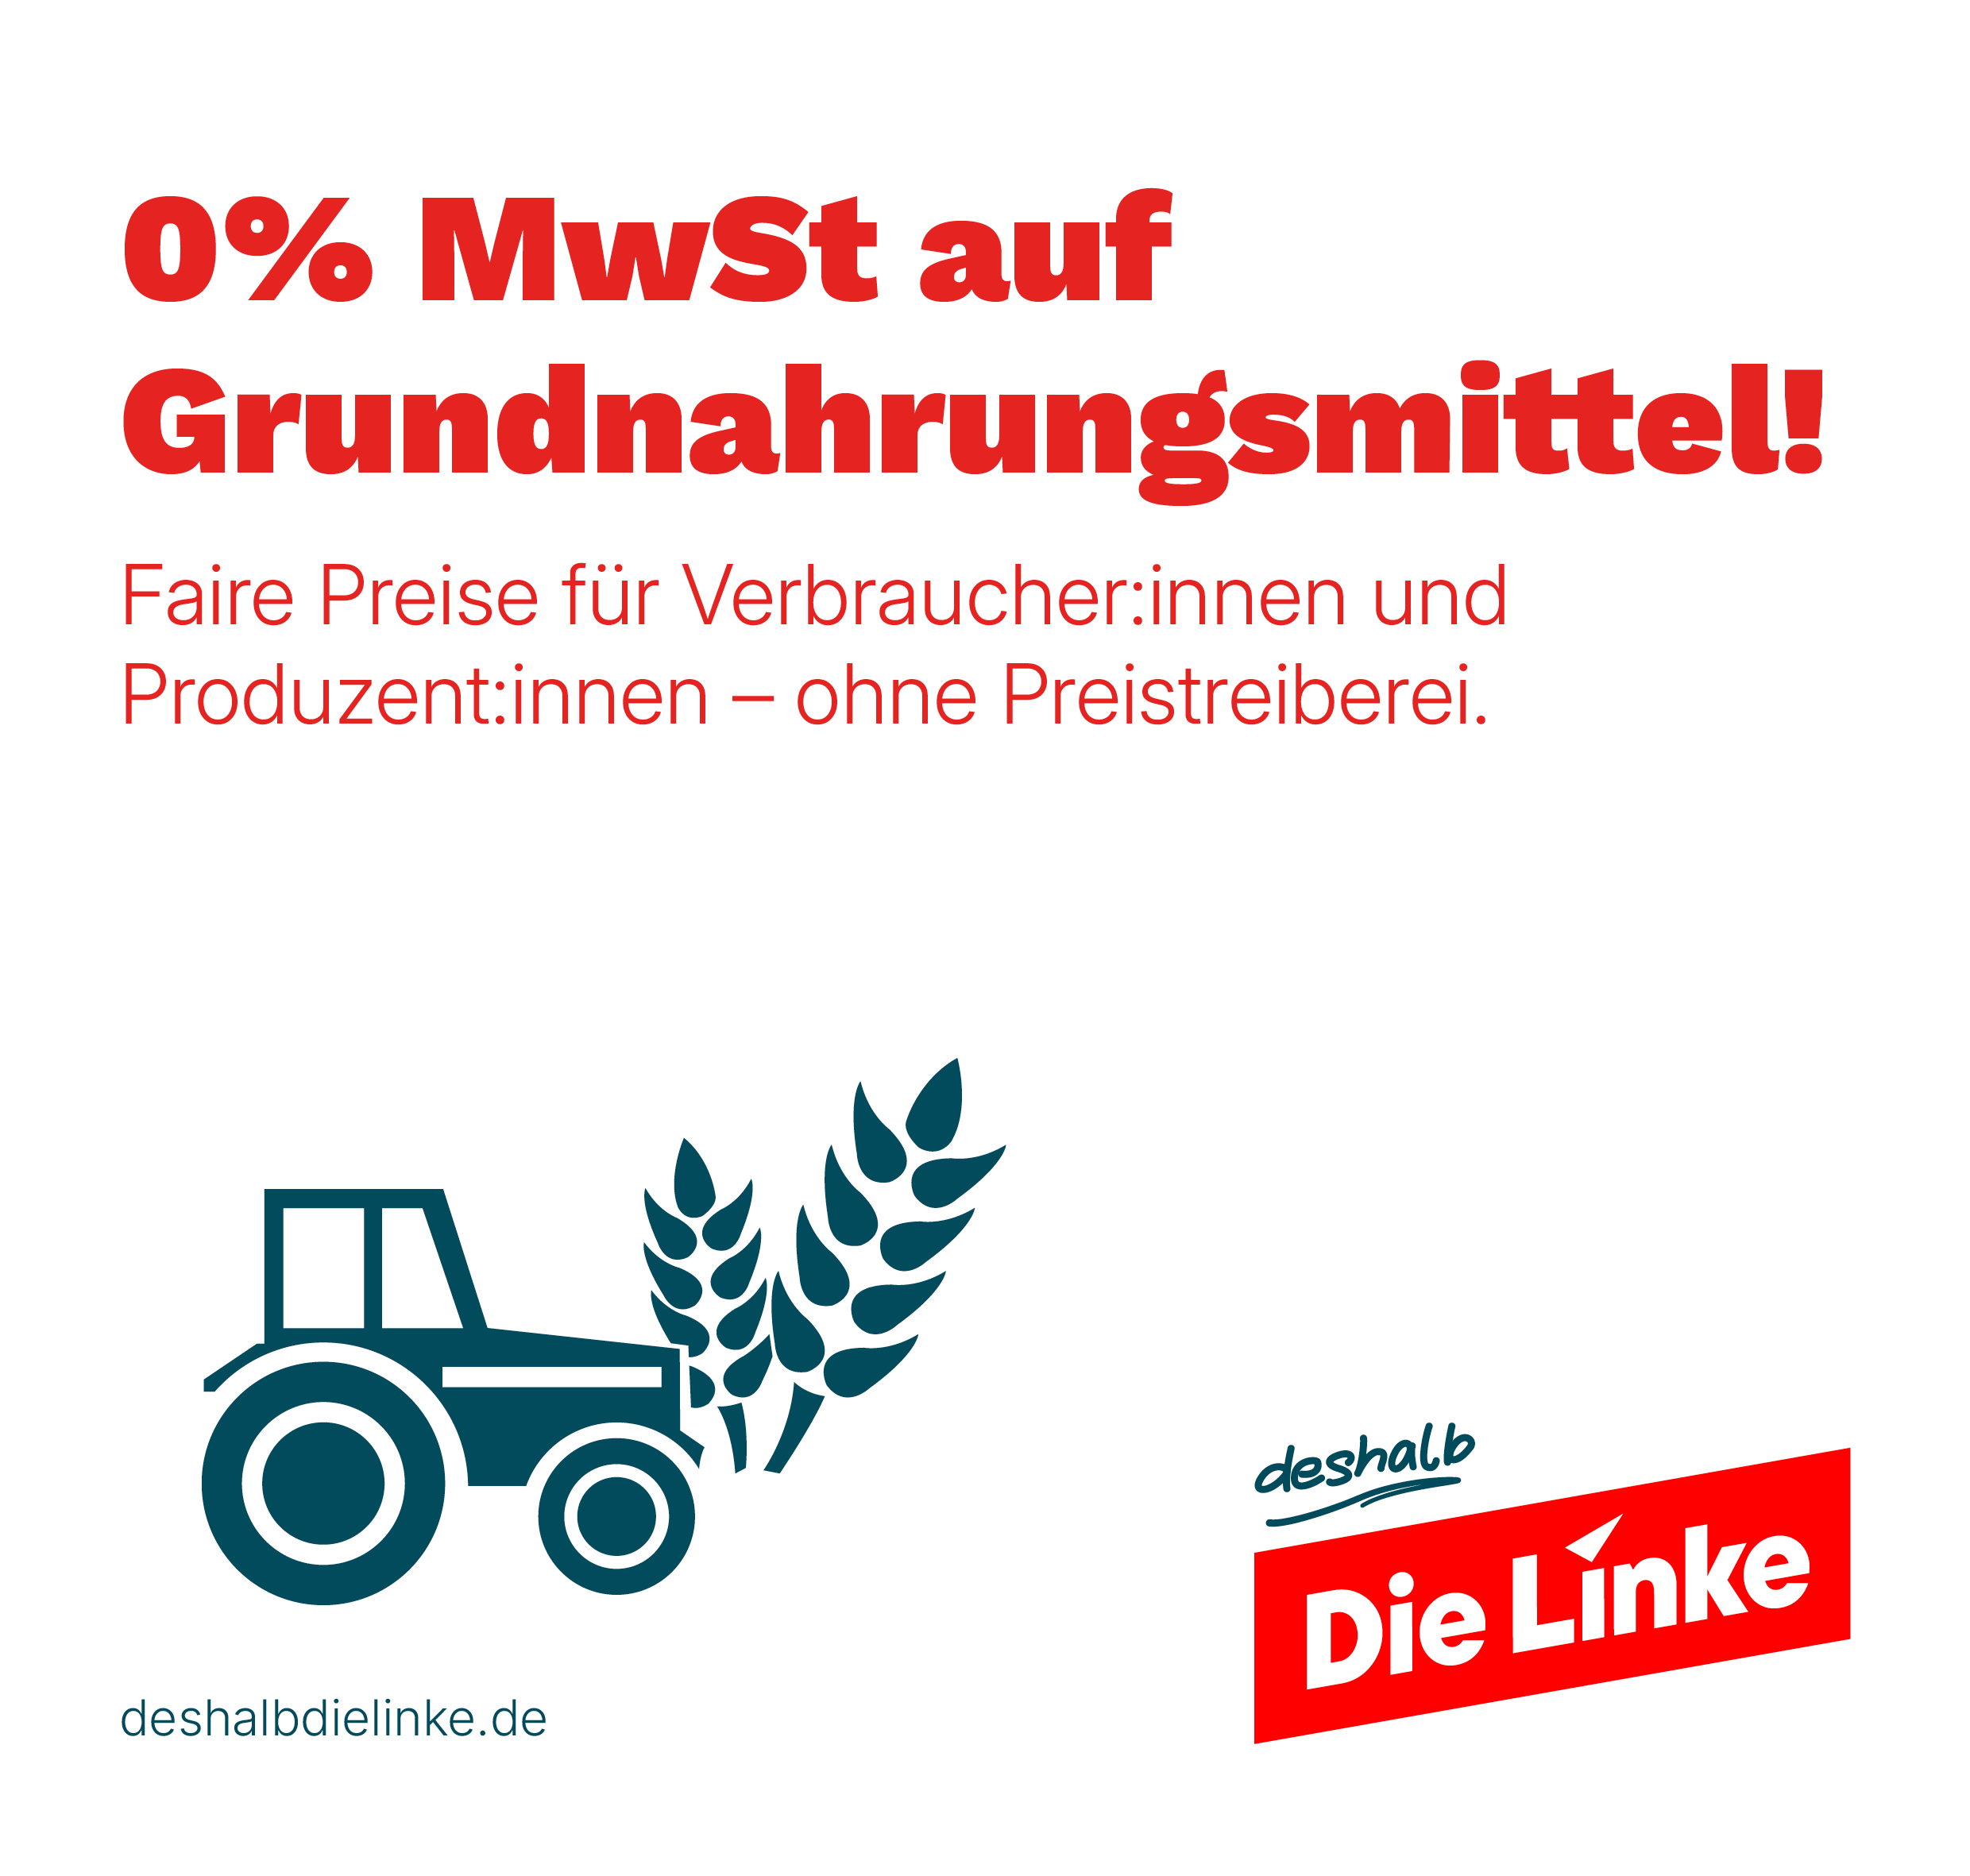 0% MwSt auf
Grundnahrungsmittel!
Faire Preise für Verbraucher:innen und
Produzent:innen – ohne Preistreiberei.
deshalb
Die Linke
deshalbdielinke.de